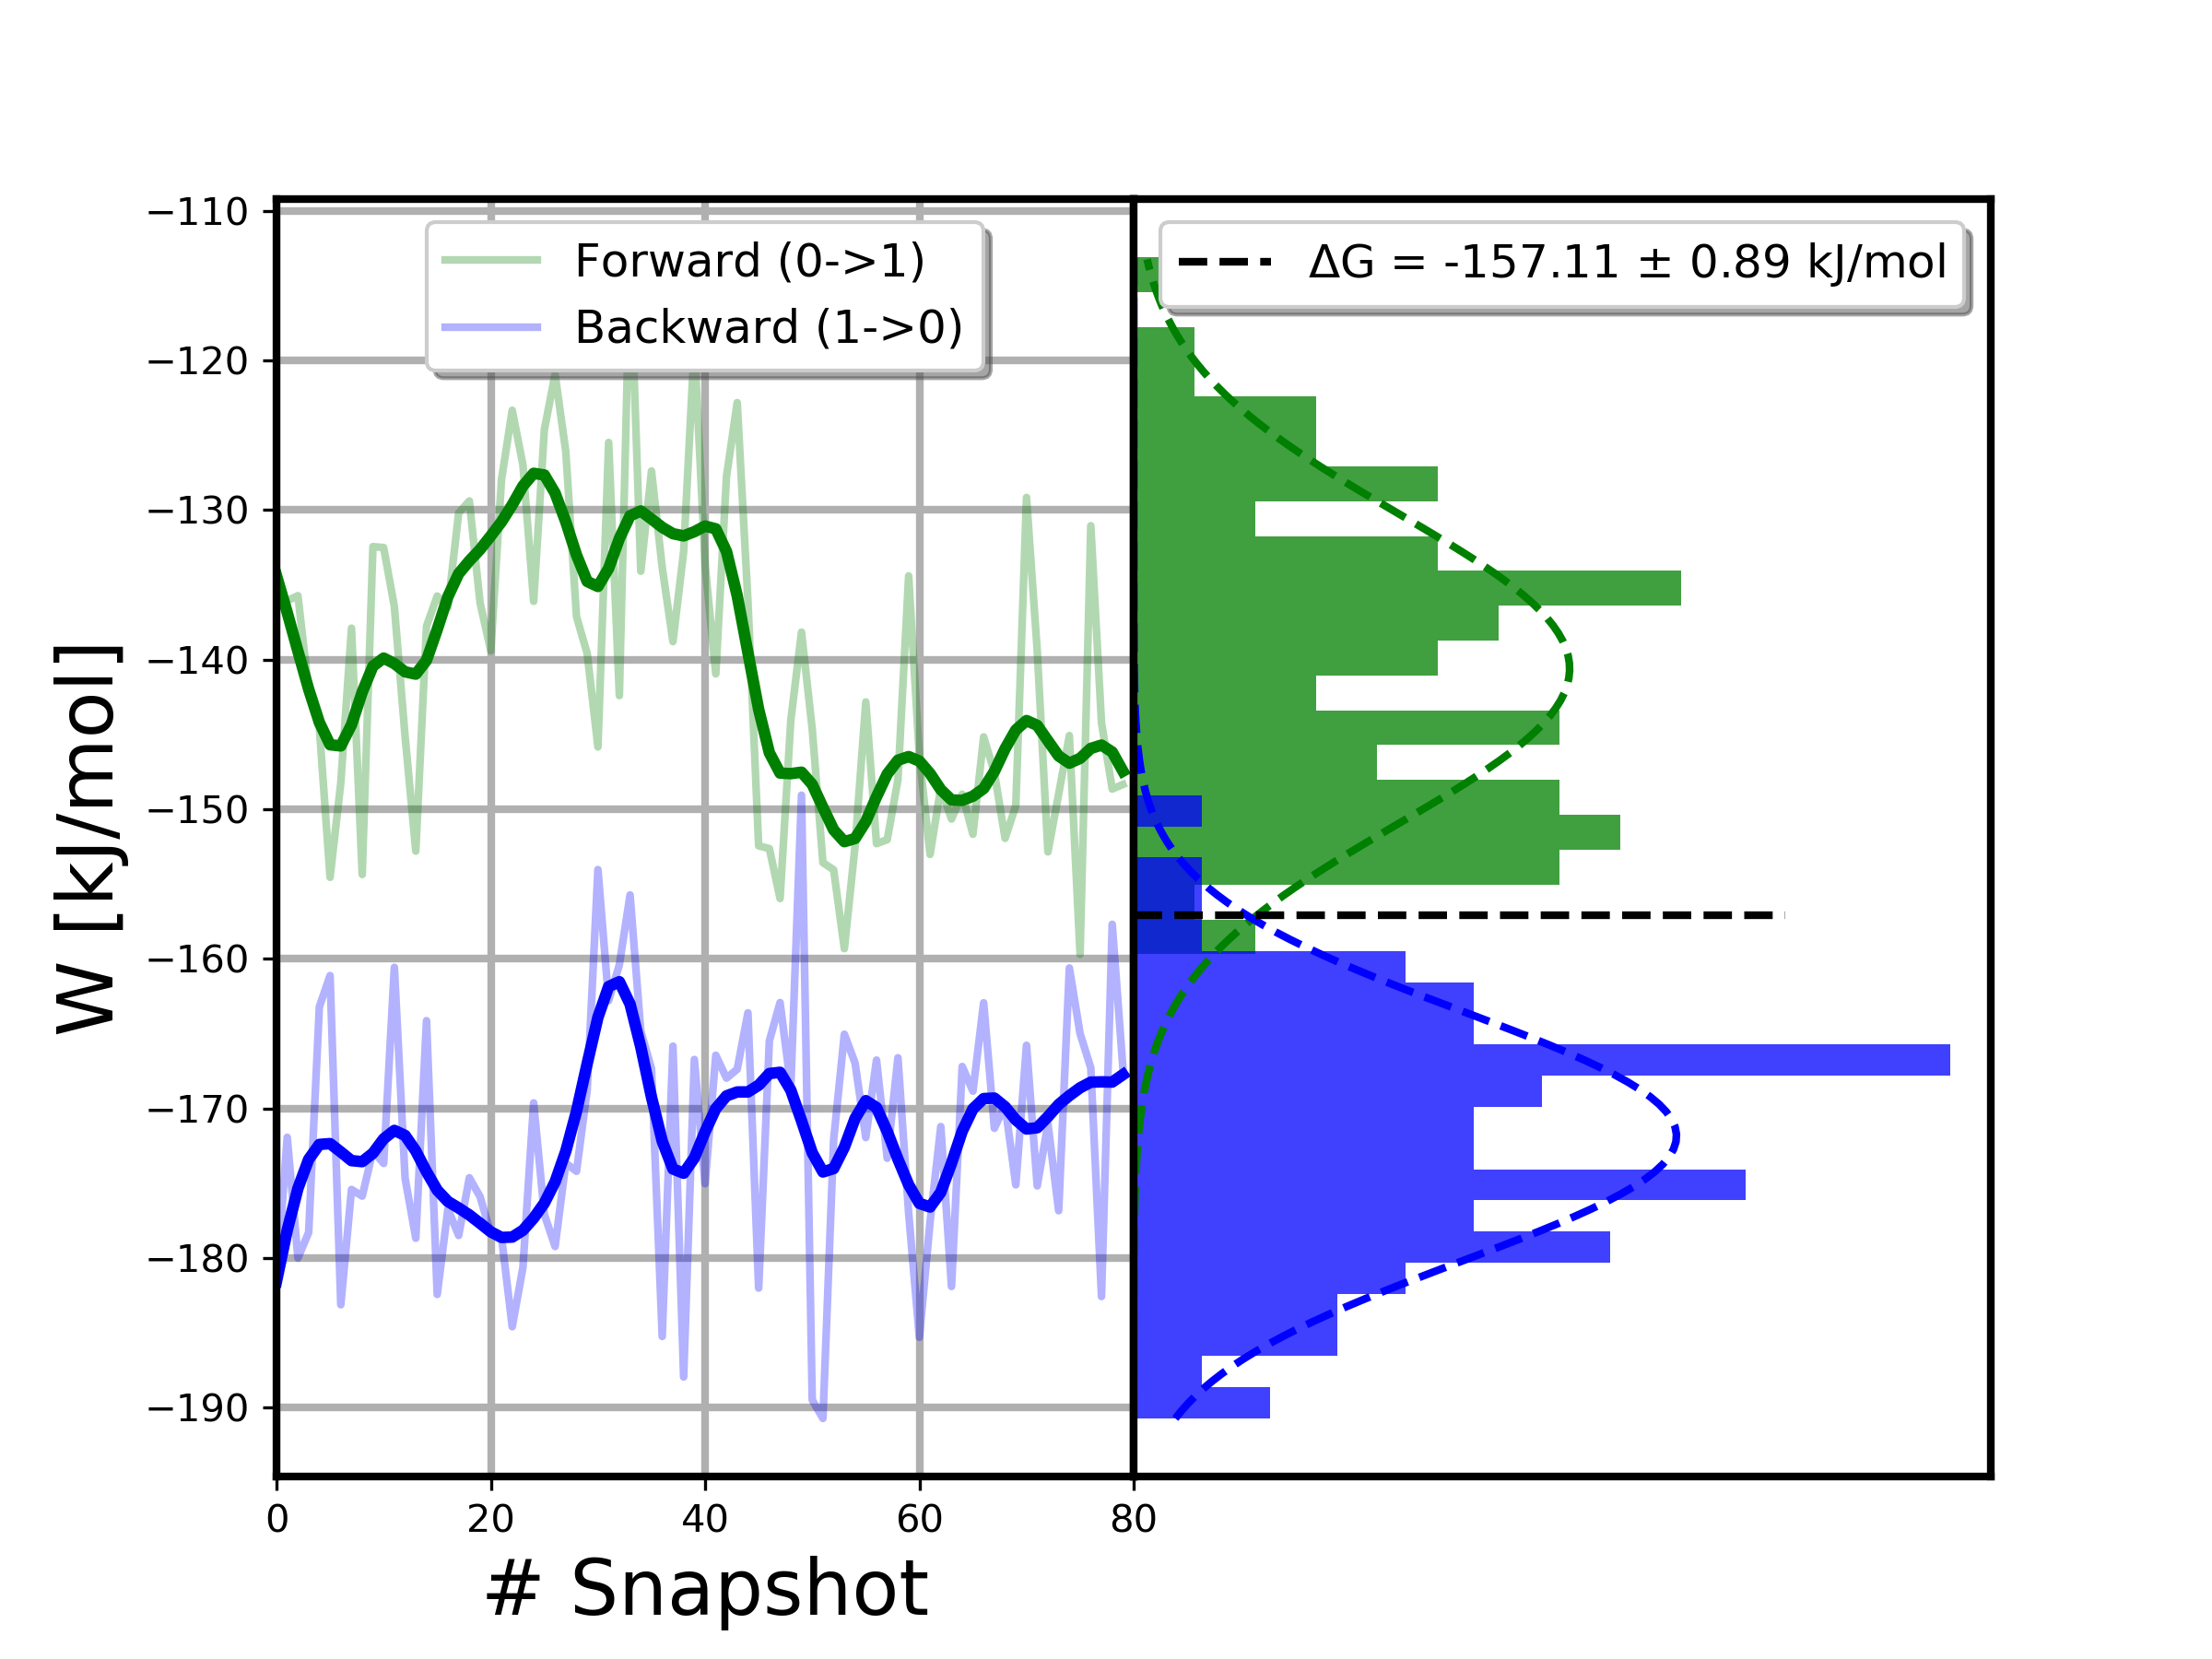 W [kJ/mol]
−110
−120
−130
−140
−150
−160
−170
−180
−190
Forward (0->1)
Backward (1->0)
ΔG = -157.11 ± 0.89 kJ/mol
0 20 40 60 80
# Snapshot